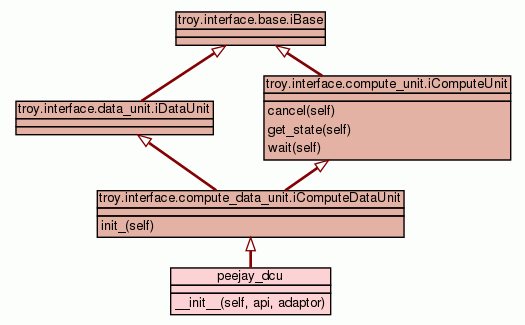 troy.interface.base.iBase
troy.interface.data_unit.iDataUnit
troy.interface.compute_unit.iComputeUnit
cancel(self)
get_state(self)
wait(self)
troy.interface.compute_data_unit.iComputeDataUnit
init_(self)
peejay_dcu
__init__(self, api, adaptor)